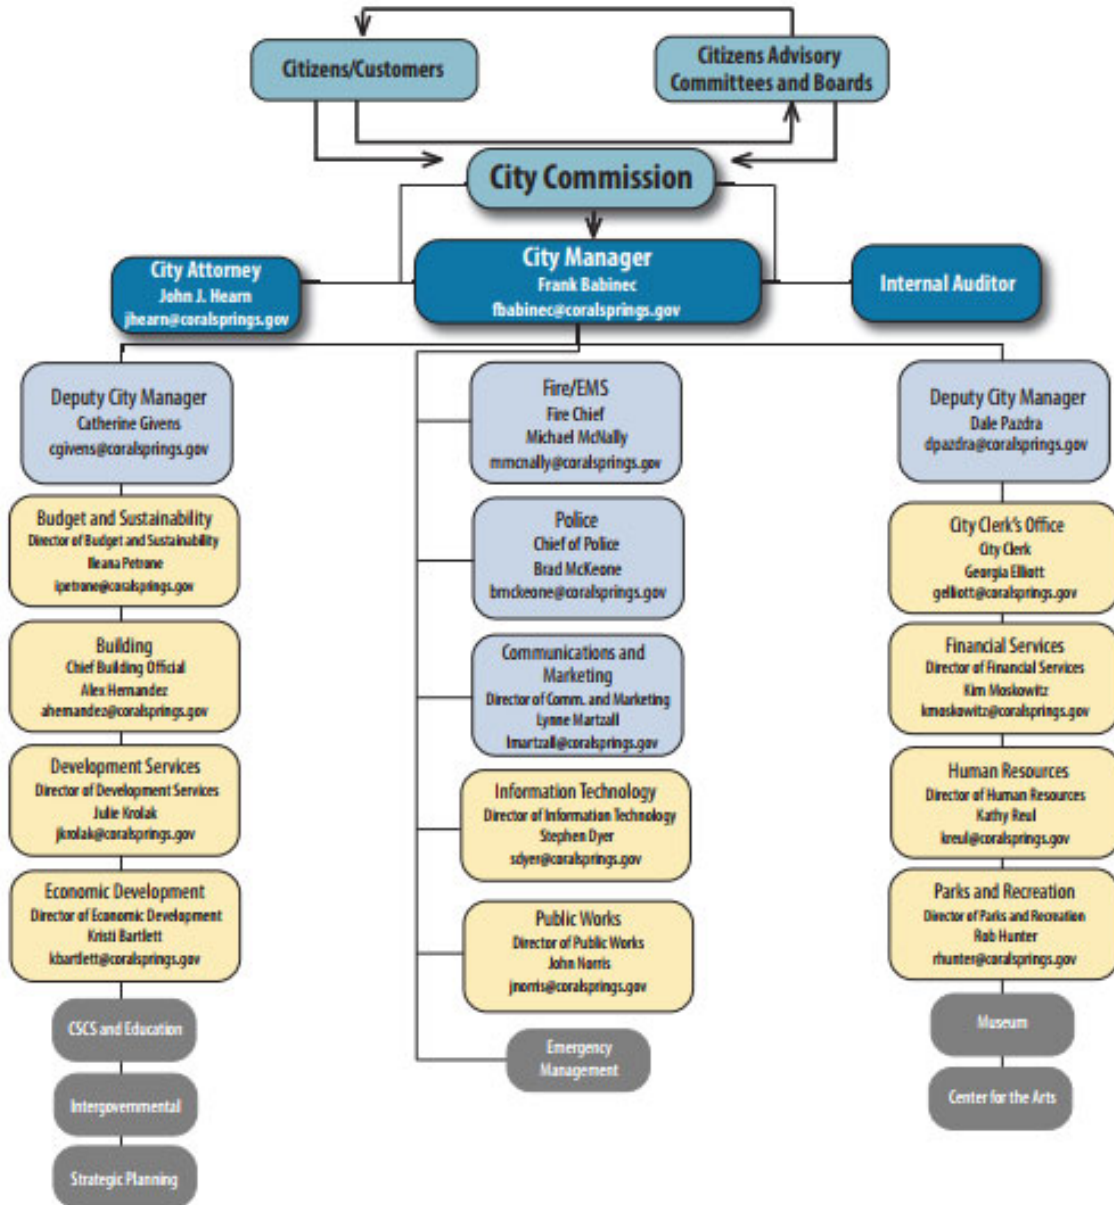 Citizens/Customers
Citizens Advisory
Committees and Boards
City Commission
City Attorney
John J. Hearn
jhearn@coralsprings.gov
City Manager
Frank Babinec
fbabinec@coralsprings.gov
Internal Auditor
Deputy City Manager
Catherine Givens
cgivens@coralsprings.gov
Budget and Sustainability
Director of Budget and Sustainability
Ileana Petrone
ipetrone@coralsprings.gov
Building
Chief Building Official
Alex Hernandez
ahernandez@coralsprings.gov
Development Services
Director of Development Services
Julie Krolak
jkrolak@coralsprings.gov
Economic Development
Director of Economic Development
Kristi Bartlett
kbartlett@coralsprings.gov
CSCS and Education
Intergovernmental
Strategic Planning
Fire/EMS
Fire Chief
Michael McNally
mmcnally@coralsprings.gov
Police
Chief of Police
Brad McKeone
bmckeone@coralsprings.gov
Communications and
Marketing
Director of Comm. and Marketing
Lynne Martzall
lmartzall@coralsprings.gov
Information Technology
Director of Information Technology
Stephen Dyer
sdyer@coralsprings.gov
Public Works
Director of Public Works
John Norris
jnorris@coralsprings.gov
Emergency
Management
Deputy City Manager
Dale Pazdra
dpazdra@coralsprings.gov
City Clerk's Office
City Clerk
Georgia Elliott
gelliott@coralsprings.gov
Financial Services
Director of Financial Services
Kim Moskowitz
kmoskowitz@coralsprings.gov
Human Resources
Director of Human Resources
Kathy Reul
kreul@coralsprings.gov
Parks and Recreation
Director of Parks and Recreation
Rob Hunter
rhunter@coralsprings.gov
Museum
Center for the Arts